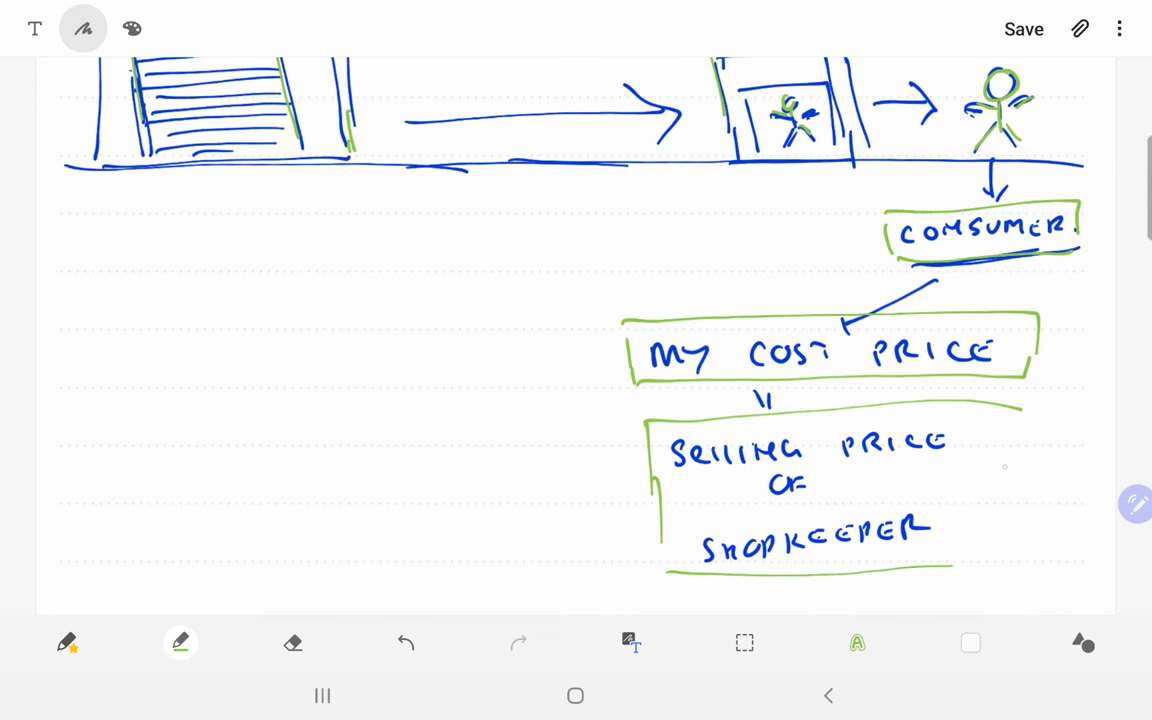 T
Save
CONSUMER.
MY COST PRICE
SELLING PRICE
OF
SHOPKEEPER